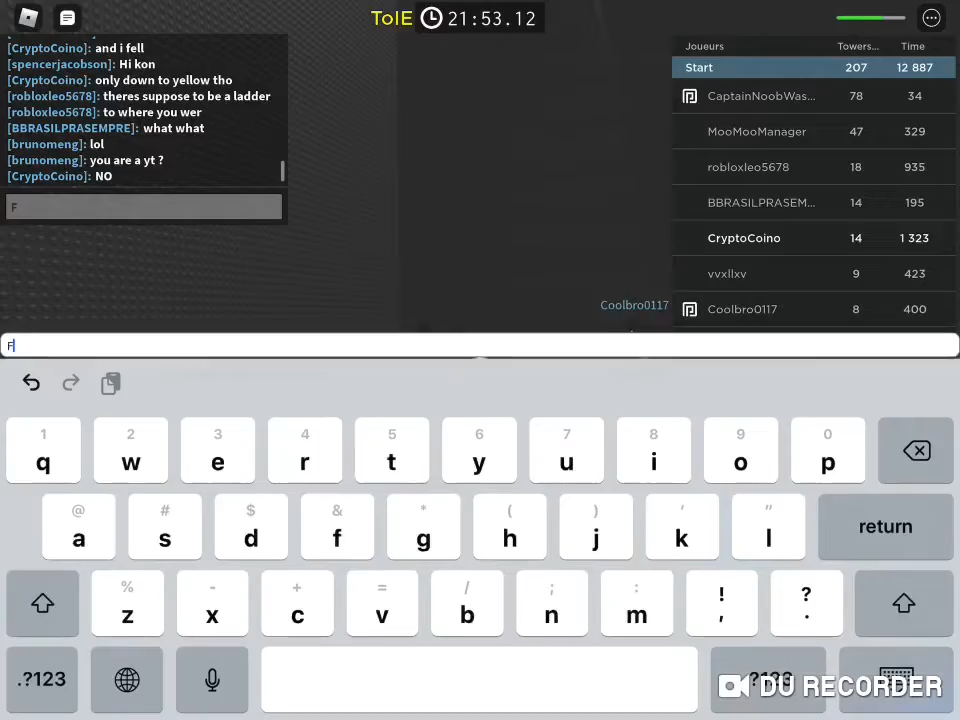 ToIE 21:53.12
[CryptoCoino]: and i fell
[spencerjacobson]: Hi kon
[CryptoCoino]: only down to yellow tho
[robloxleo5678]: theres suppose to be a ladder
[robloxleo5678]: to where you wer
[BBRASILPRASEMPRE]: what what
[brunomeng]: lol
[brunomeng]: you are a yt ?
[CryptoCoino]: NO
F
Joueurs Towers... Time
Start 207 12 887
CaptainNoobWas... 78 34
MooMooManager 47 329
robloxleo5678 18 935
BBRASILPRASEM... 14 195
CryptoCoino 14 1 323
vvxllxv 9 423
Coolbro0117 8 400
Coolbro0117
F
1 2 3 4 5 6 7 8 9 0
q w e r t y u i o p
@ # $ & * ( ) ' "
a s d f g h j k l return
% - + = / ; : ! ?
z x c v b n m , .
.?123 .?123
DU RECORDER